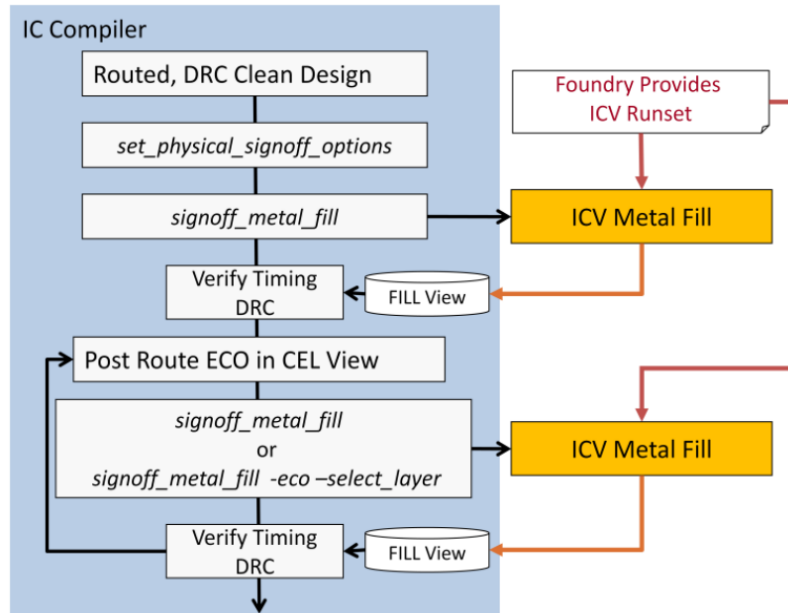 IC Compiler
Routed, DRC Clean Design
Foundry Provides
ICV Runset
set_physical_signoff_options
signoff_metal_fill
ICV Metal Fill
Verify Timing
DRC
FILL View
Post Route ECO in CEL View
signoff_metal_fill
or
signoff_metal_fill -eco –select_layer
ICV Metal Fill
Verify Timing
DRC
FILL View